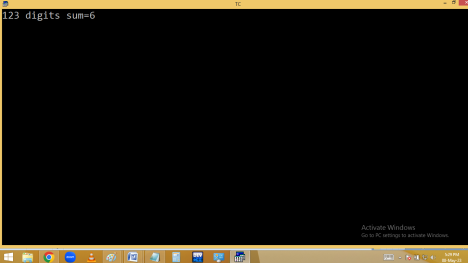 TC
123 digits sum=6
Activate Windows
Go to PC settings to activate Windows.